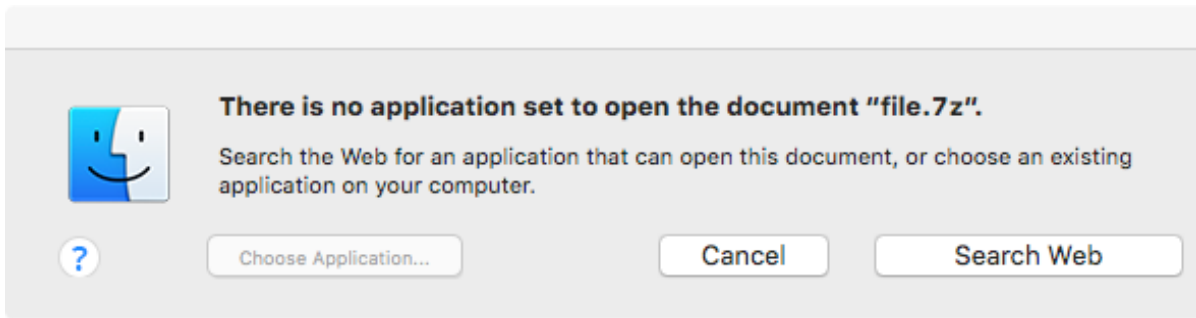 There is no application set to open the document “file.7z”.
Search the Web for an application that can open this document, or choose an existing
application on your computer.
? Choose Application... Cancel Search Web